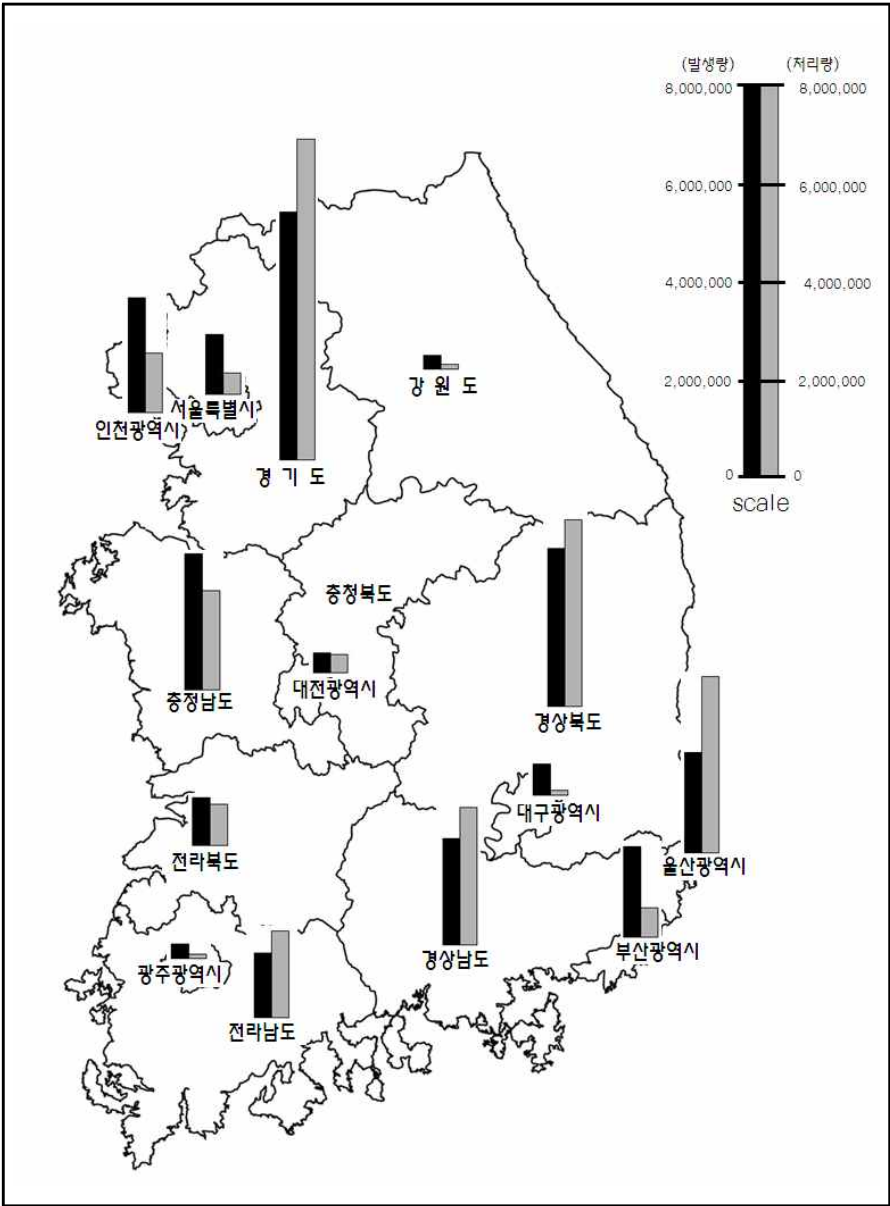 (발생량) (처리량)
8,000,000 8,000,000
6,000,000 6,000,000
4,000,000 4,000,000
2,000,000 2,000,000
0 0
scale
강 원 도
서울특별시
인천광역시
경 기 도
충청북도
대전광역시
충청남도
경상북도
대구광역시
울산광역시
전라북도
부산광역시
경상남도
광주광역시
전라남도